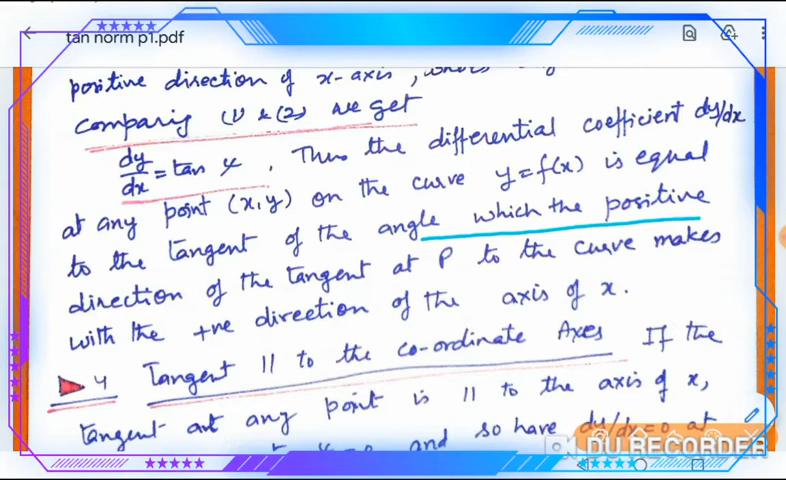 tan norm p1.pdf
positive direction of x-axis,
Comparing (1) & (2) we get
dy/dx = tan ψ. Thus the differential coefficient dy/dx
at any point (x,y) on the curve y=f(x) is equal
to the tangent of the angle which the positive
direction of the tangent at P to the curve makes
with the +ve direction of the axis of x.
4 Tangent || to the co-ordinate Axes If the
tangent at any point is || to the axis of x,
and so have dy/dx=0 at
DU RECORDER